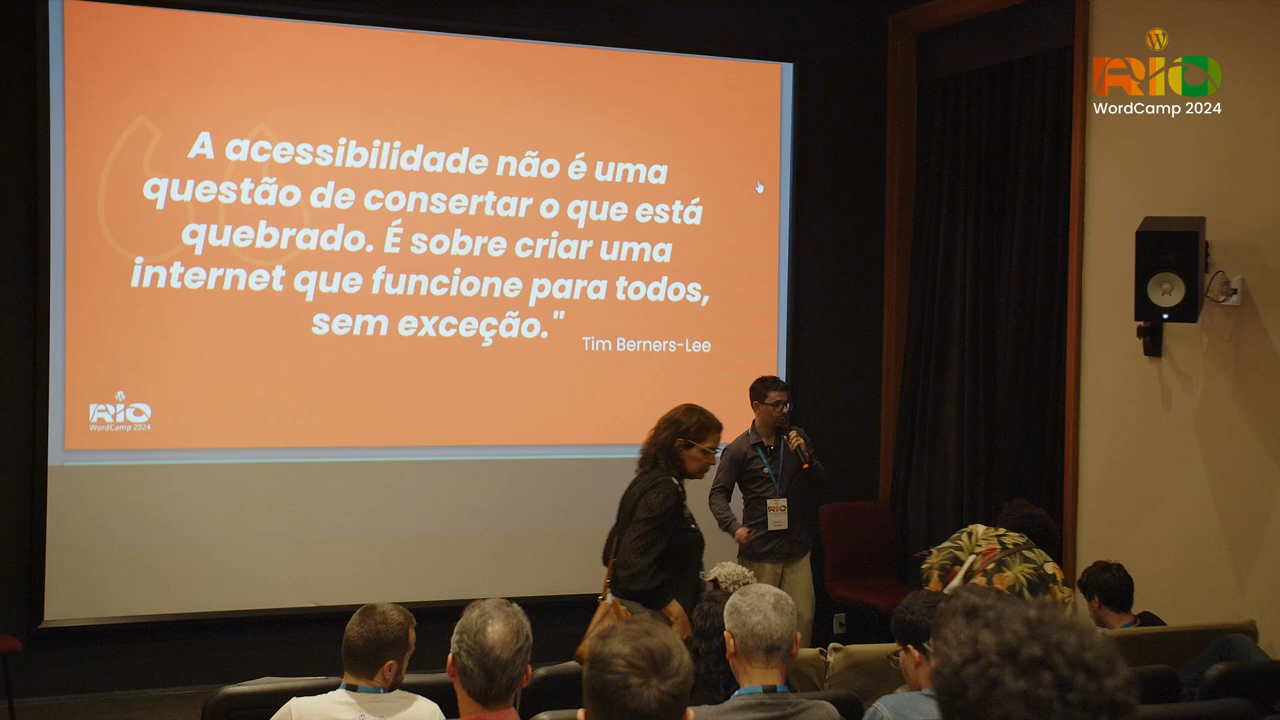 A acessibilidade não é uma
questão de consertar o que está
quebrado. É sobre criar uma
internet que funcione para todos,
sem exceção."
Tim Berners-Lee
RIO
WordCamp 2024
RIO
WordCamp 2024
RIO